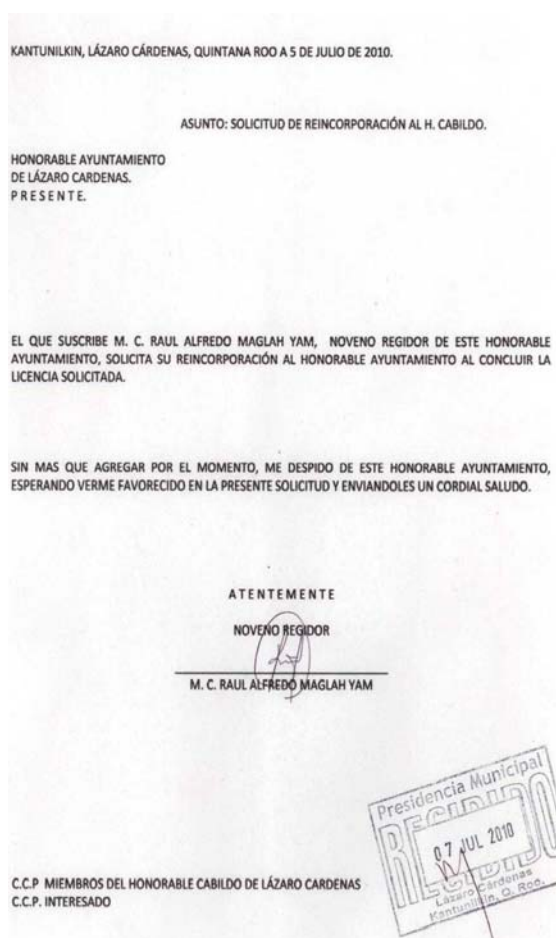 KANTUNILKIN, LÁZARO CÁRDENAS, QUINTANA ROO A 5 DE JULIO DE 2010.
ASUNTO: SOLICITUD DE REINCORPORACIÓN AL H. CABILDO.
HONORABLE AYUNTAMIENTO
DE LÁZARO CARDENAS.
P R E S E N T E.
EL QUE SUSCRIBE M. C. RAUL ALFREDO MAGLAH YAM, NOVENO REGIDOR DE ESTE HONORABLE
AYUNTAMIENTO, SOLICITA SU REINCORPORACIÓN AL HONORABLE AYUNTAMIENTO AL CONCLUIR LA
LICENCIA SOLICITADA.
SIN MAS QUE AGREGAR POR EL MOMENTO, ME DESPIDO DE ESTE HONORABLE AYUNTAMIENTO,
ESPERANDO VERME FAVORECIDO EN LA PRESENTE SOLICITUD Y ENVIANDOLES UN CORDIAL SALUDO.
A T E N T E M E N T E
NOVENO REGIDOR
M. C. RAUL ALFREDO MAGLAH YAM
Presidencia Municipal
RECIBIDO
07 JUL 2010
Lázaro Cárdenas
Kantunilkin, Q. Roo.
C.C.P MIEMBROS DEL HONORABLE CABILDO DE LÁZARO CARDENAS
C.C.P. INTERESADO